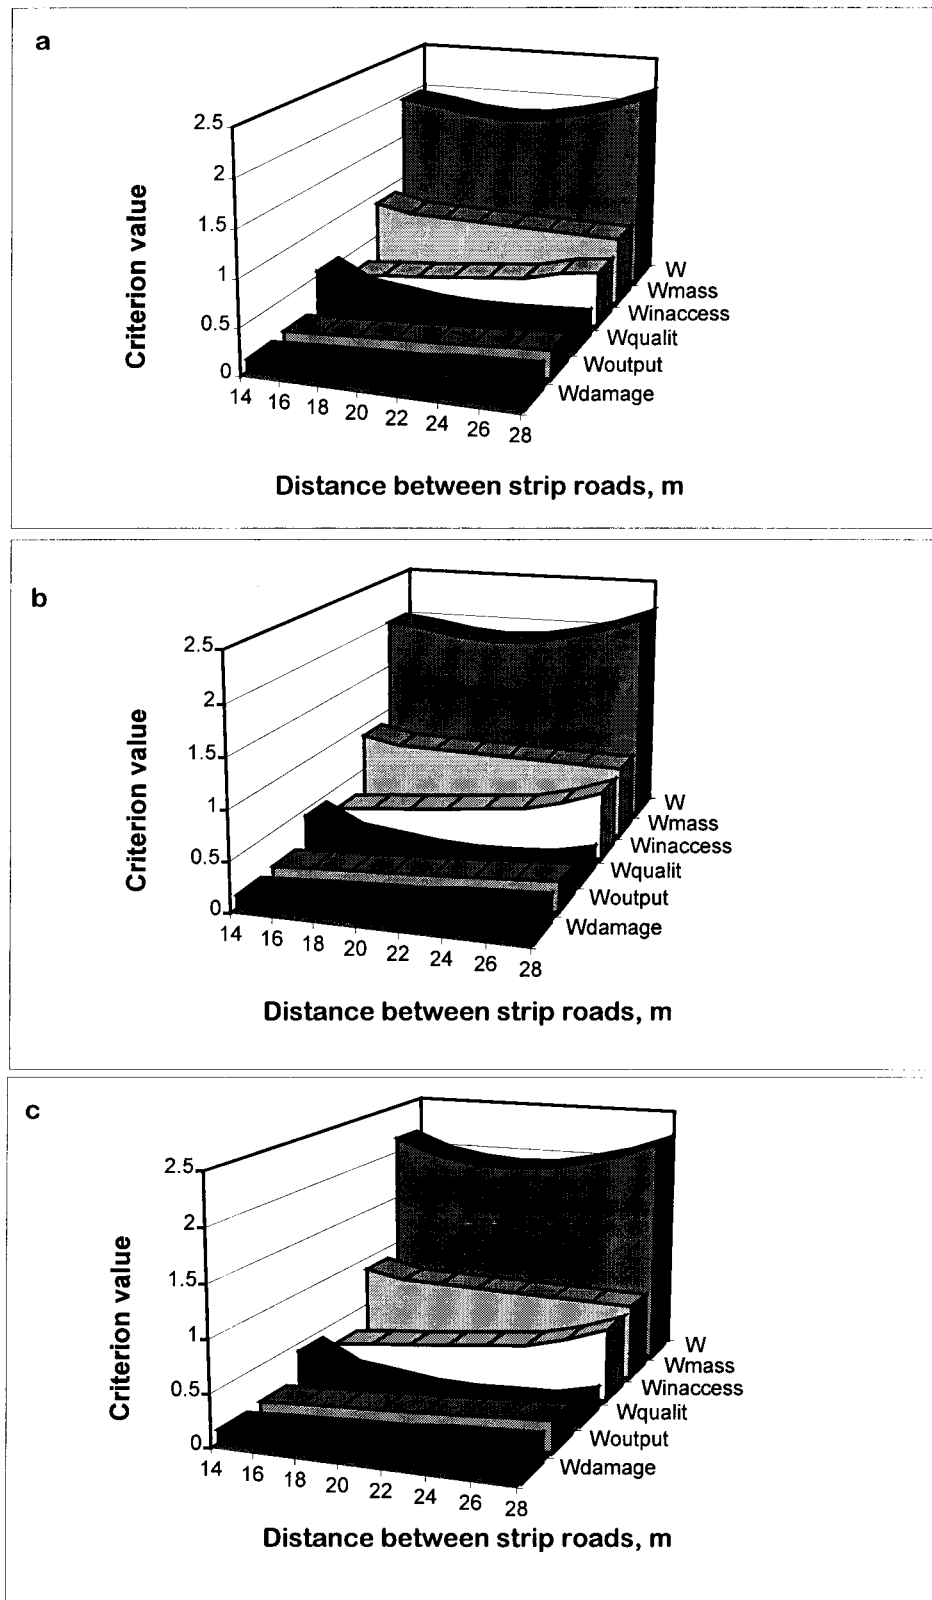 a
Criterion value
2.5
2
1.5
1
0.5
0
14 16 18 20 22 24 26 28
W
Wmass
Winaccess
Wqualit
Woutput
Wdamage
Distance between strip roads, m
b
Criterion value
2.5
2
1.5
1
0.5
0
14 16 18 20 22 24 26 28
W
Wmass
Winaccess
Wqualit
Woutput
Wdamage
Distance between strip roads, m
c
Criterion value
2.5
2
1.5
1
0.5
0
14 16 18 20 22 24 26 28
W
Wmass
Winaccess
Wqualit
Woutput
Wdamage
Distance between strip roads, m